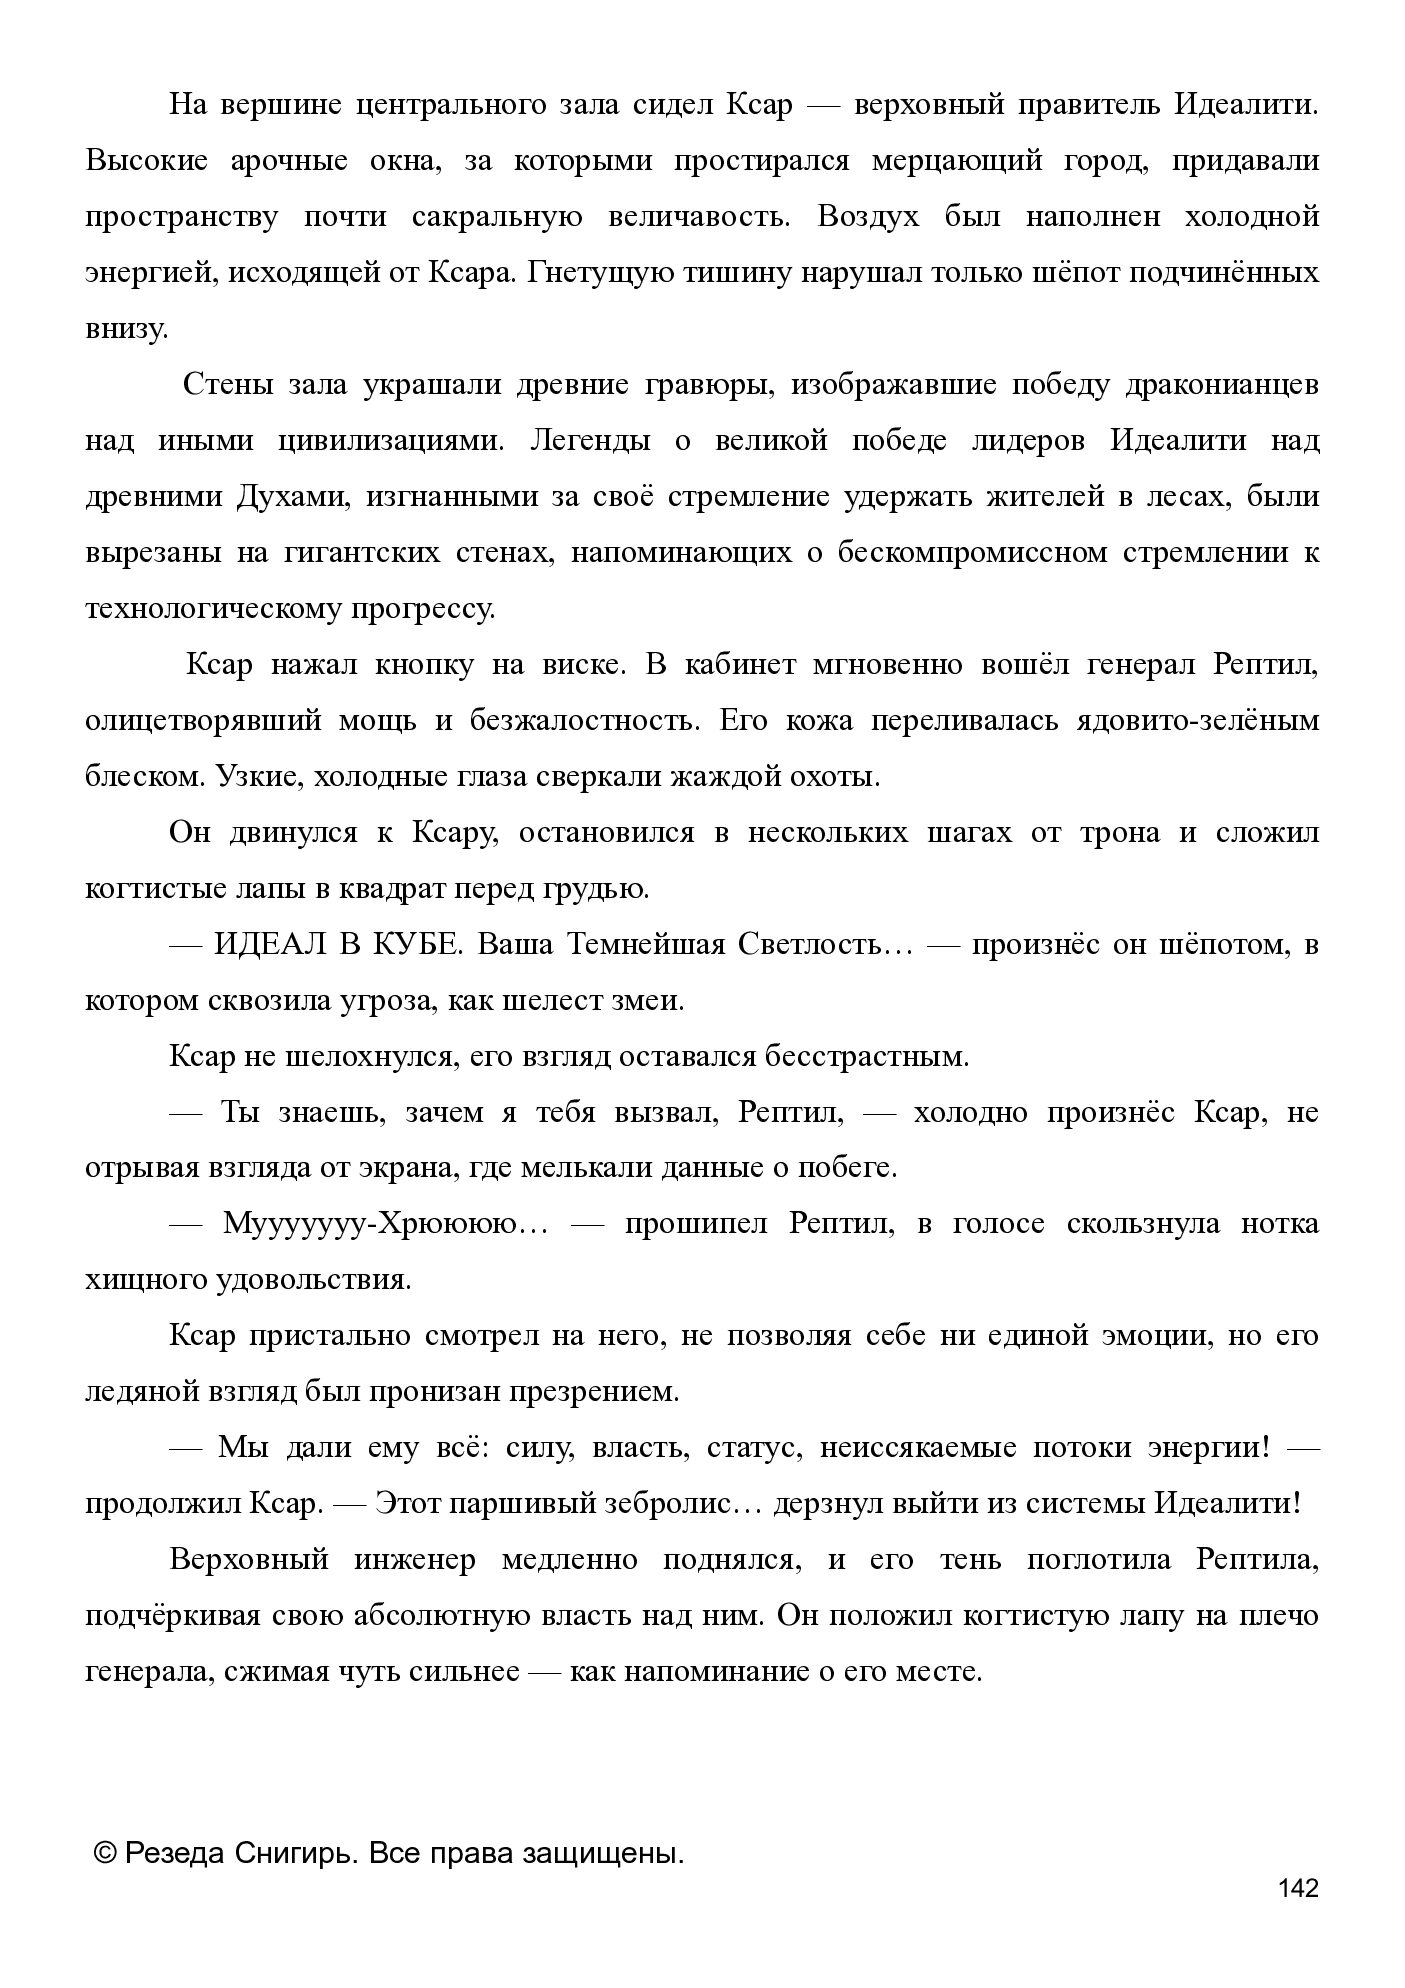 На вершине центрального зала сидел Ксар — верховный правитель Идеалити.
Высокие арочные окна, за которыми простирался мерцающий город, придавали
пространству почти сакральную величавость. Воздух был наполнен холодной
энергией, исходящей от Ксара. Гнетущую тишину нарушал только шёпот подчинённых
внизу.
Стены зала украшали древние гравюры, изображавшие победу драконианцев
над иными цивилизациями. Легенды о великой победе лидеров Идеалити над
древними Духами, изгнанными за своё стремление удержать жителей в лесах, были
вырезаны на гигантских стенах, напоминающих о бескомпромиссном стремлении к
технологическому прогрессу.
Ксар нажал кнопку на виске. В кабинет мгновенно вошёл генерал Рептил,
олицетворявший мощь и безжалостность. Его кожа переливалась ядовито-зелёным
блеском. Узкие, холодные глаза сверкали жаждой охоты.
Он двинулся к Ксару, остановился в нескольких шагах от трона и сложил
когтистые лапы в квадрат перед грудью.
— ИДЕАЛ В КУБЕ. Ваша Темнейшая Светлость… — произнёс он шёпотом, в
котором сквозила угроза, как шелест змеи.
Ксар не шелохнулся, его взгляд оставался бесстрастным.
— Ты знаешь, зачем я тебя вызвал, Рептил, — холодно произнёс Ксар, не
отрывая взгляда от экрана, где мелькали данные о побеге.
— Мууууууу-Хрюююю… — прошипел Рептил, в голосе скользнула нотка
хищного удовольствия.
Ксар пристально смотрел на него, не позволяя себе ни единой эмоции, но его
ледяной взгляд был пронизан презрением.
— Мы дали ему всё: силу, власть, статус, неиссякаемые потоки энергии! —
продолжил Ксар. — Этот паршивый зебролис… дерзнул выйти из системы Идеалити!
Верховный инженер медленно поднялся, и его тень поглотила Рептила,
подчёркивая свою абсолютную власть над ним. Он положил когтистую лапу на плечо
генерала, сжимая чуть сильнее — как напоминание о его месте.
© Резеда Снигирь. Все права защищены.
142